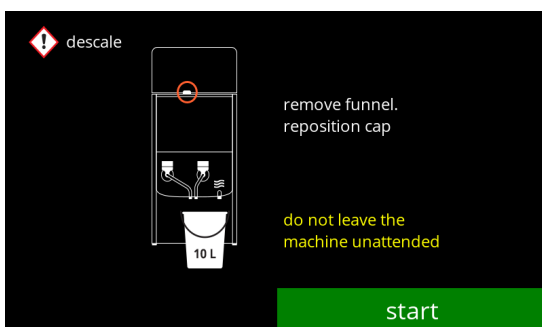 descale
remove funnel.
reposition cap
10 L
do not leave the
machine unattended
start